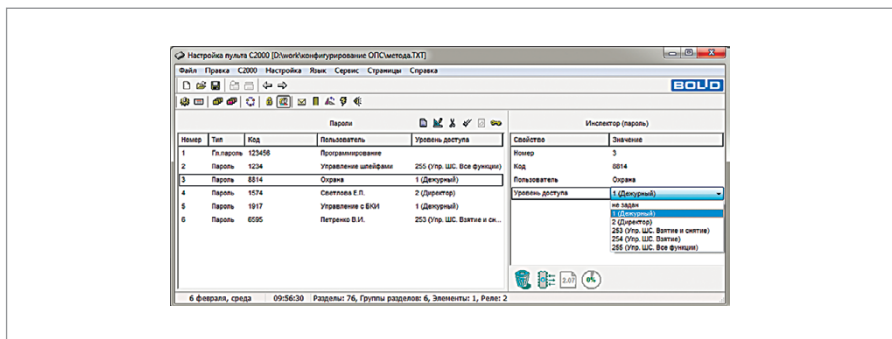 Настройка пульта С2000 [D:\work\конфигурирование ОПС\метода.TXT]
Файл Правка С2000 Настройка Язык Сервис Страницы Справка
BOLID
Пароли
Инспектор (пароль)
Номер Тип Код Пользователь Уровень доступа
Свойство Значение
1 Гл.пароль 123456 Программирование
Номер 3
2 Пароль 1234 Управление шлейфами 255 (Упр. ШС. Все функции)
Код 8814
3 Пароль 8814 Охрана 1 (Дежурный)
Пользователь Охрана
4 Пароль 1574 Светлова Е.П. 2 (Директор)
Уровень доступа 1 (Дежурный)
5 Пароль 1917 Управление с БКИ 1 (Дежурный)
6 Пароль 6595 Петренко В.И. 253 (Упр. ШС. Взятие и сн...
не задан
1 (Дежурный)
2 (Директор)
253 (Упр. ШС. Взятие и снятие)
254 (Упр. ШС. Взятие)
255 (Упр. ШС. Все функции)
2.07 0%
6 февраля, среда 09:56:30 Разделы: 76, Группы разделов: 6, Элементы: 1, Реле: 2